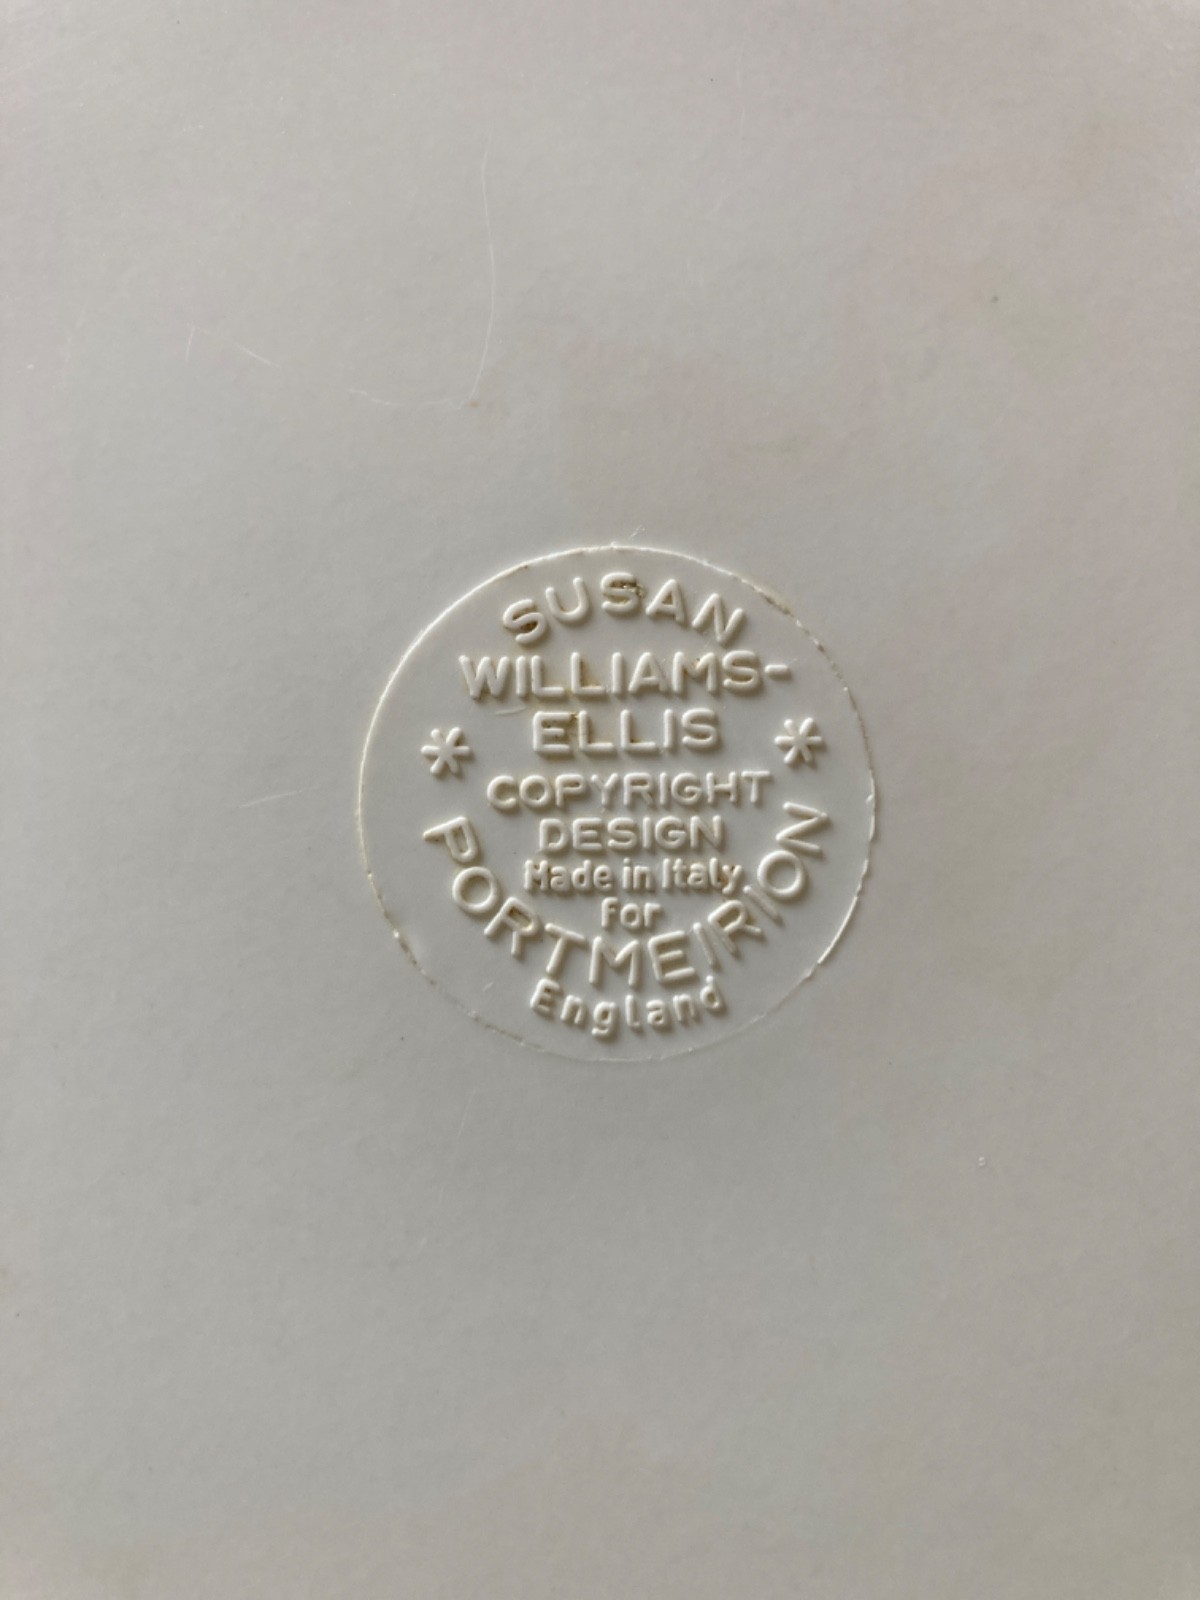 SUSAN
WILLIAMS-
ELLIS
* *
COPYRIGHT
DESIGN
Made in Italy
For
PORTMEIRION
England